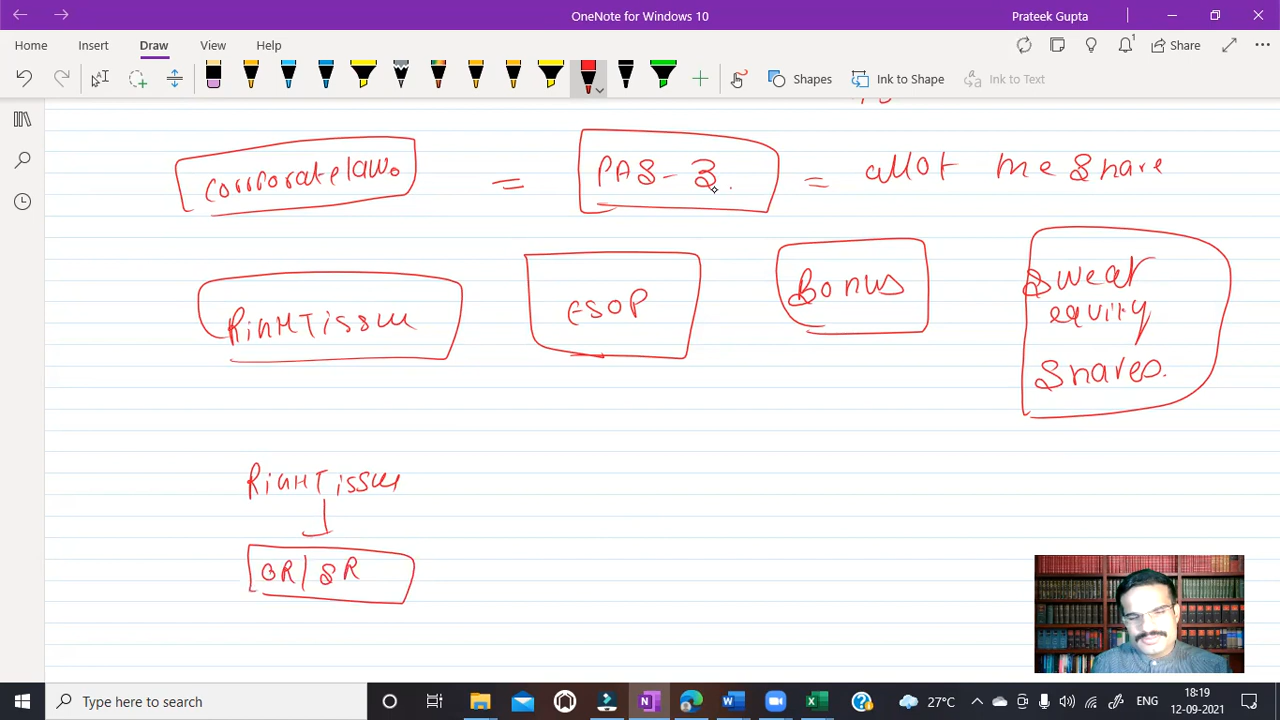 OneNote for Windows 10
Prateek Gupta
Home Insert Draw View Help
Share
Shapes
Ink to Shape
Ink to Text
Corporate law. = PAS-3. = allot me Share
RigHT issue
ESOP
Bonus
Sweat
equity
Shares.
RigHT issue
OR/SR
Type here to search
27°C
ENG
18:19
12-09-2021